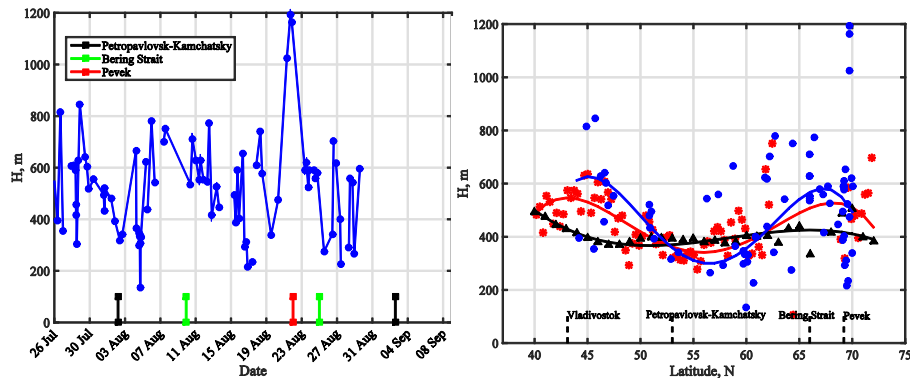 1200
1000
800
600
400
200
0
H, m
Petropavlovsk-Kamchatsky
Bering Strait
Pevek
26 Jul
30 Jul
03 Aug
07 Aug
11 Aug
15 Aug
19 Aug
23 Aug
27 Aug
31 Aug
04 Sep
08 Sep
Date
1200
1000
800
600
400
200
0
H, m
Vladivostok
Petropavlovsk-Kamchatsky
Bering Strait
Pevek
40
45
50
55
60
65
70
75
Latitude, N